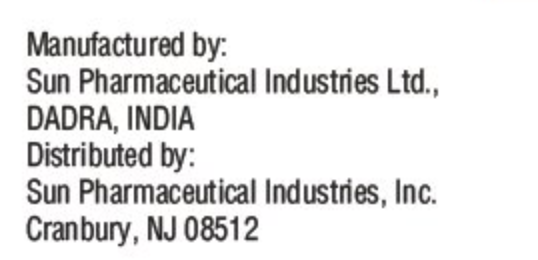 Manufactured by:
Sun Pharmaceutical Industries Ltd.,
DADRA, INDIA
Distributed by:
Sun Pharmaceutical Industries, Inc.
Cranbury, NJ 08512